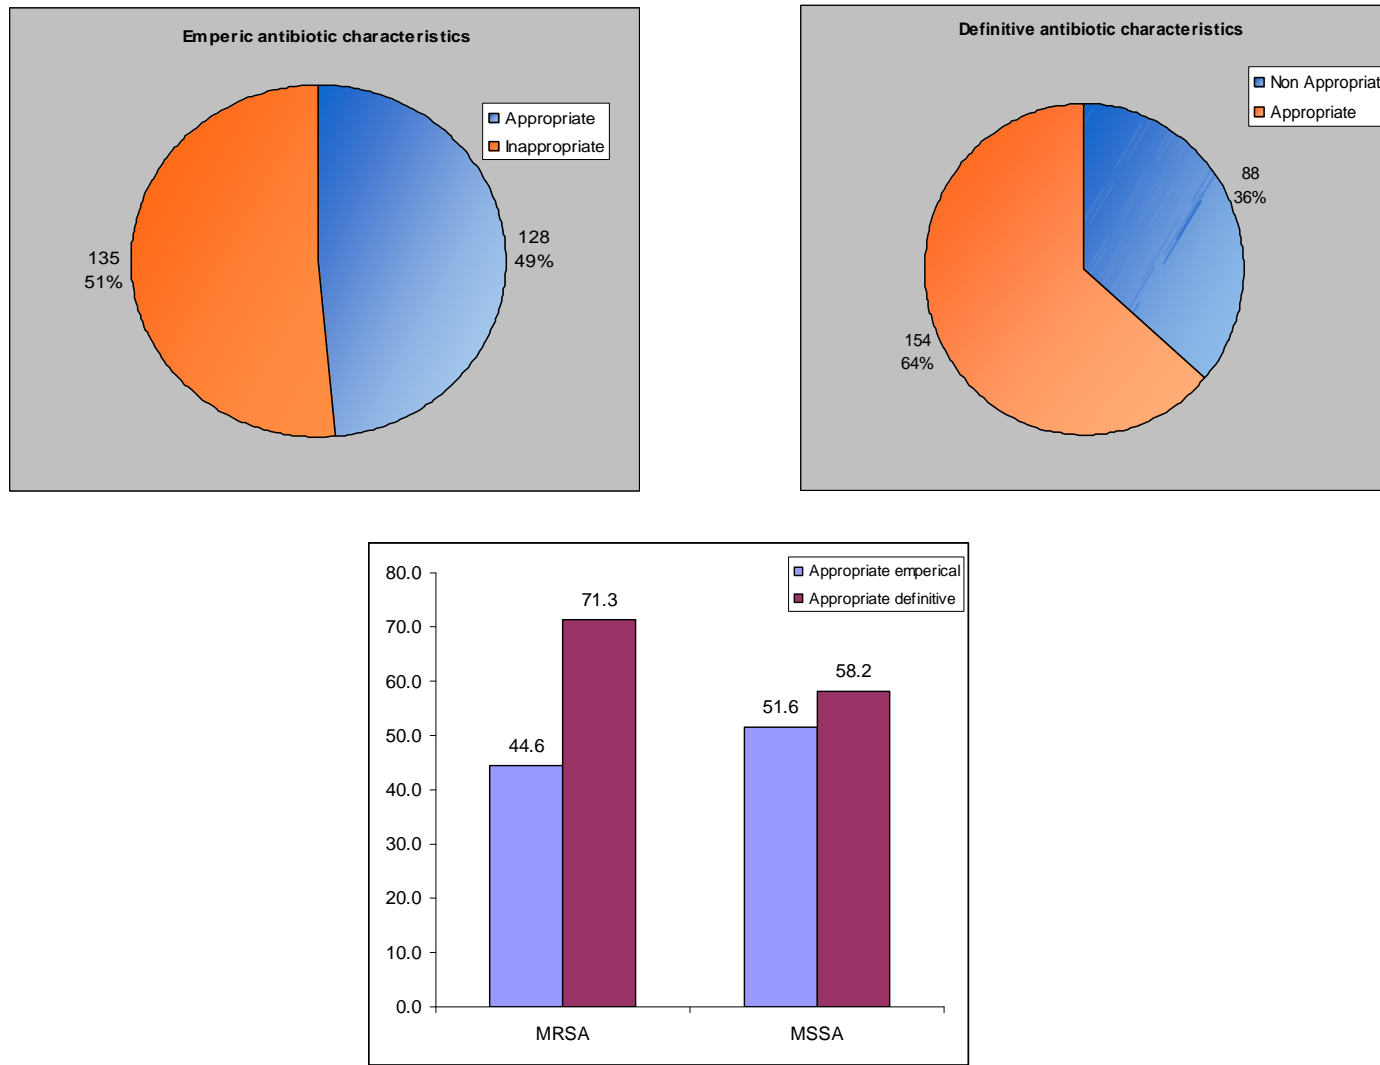 Emperic antibiotic characteristics
Appropriate
Inappropriate
128
49%
135
51%
Definitive antibiotic characteristics
Non Appropriat
Appropriate
88
36%
154
64%
Appropriate emperical
Appropriate definitive
80.0
70.0
60.0
50.0
40.0
30.0
20.0
10.0
0.0
44.6
71.3
51.6
58.2
MRSA
MSSA